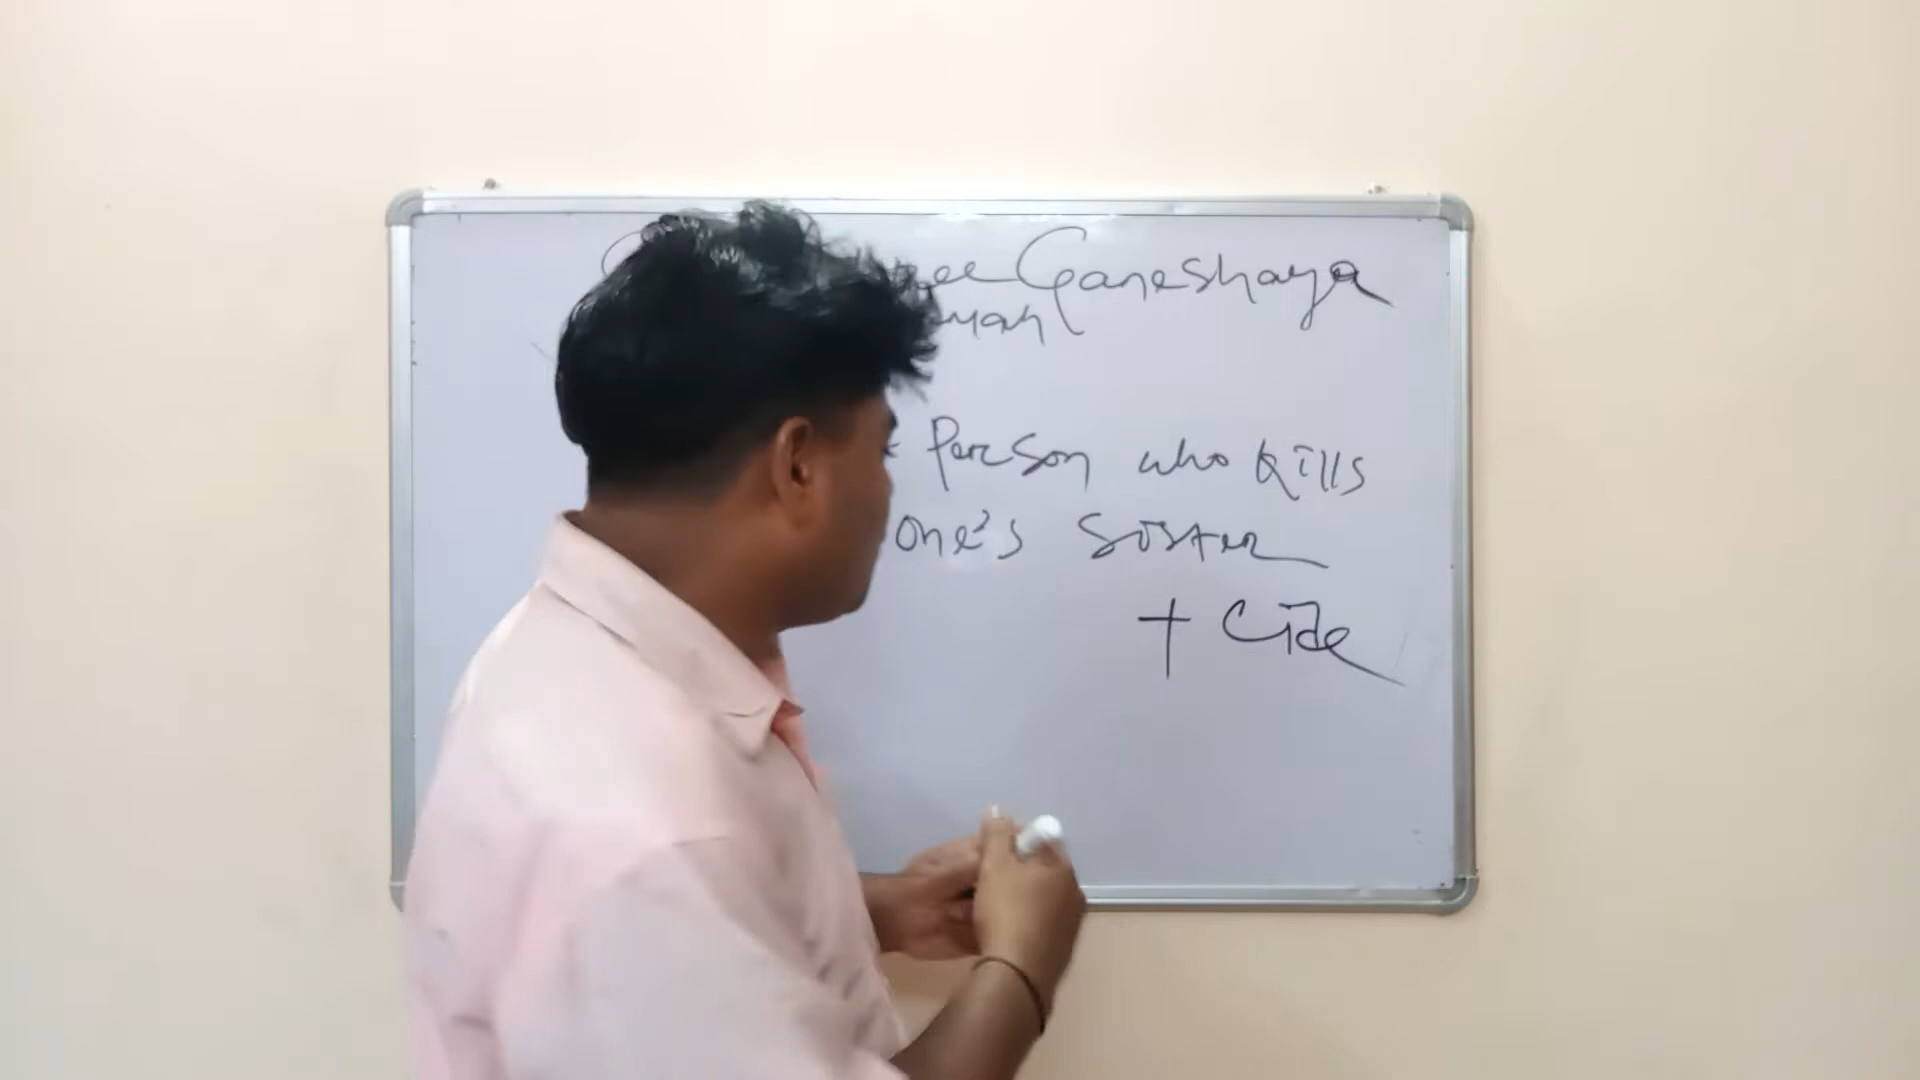 Ganeshaya
Person who kills
one's sister
+ cide